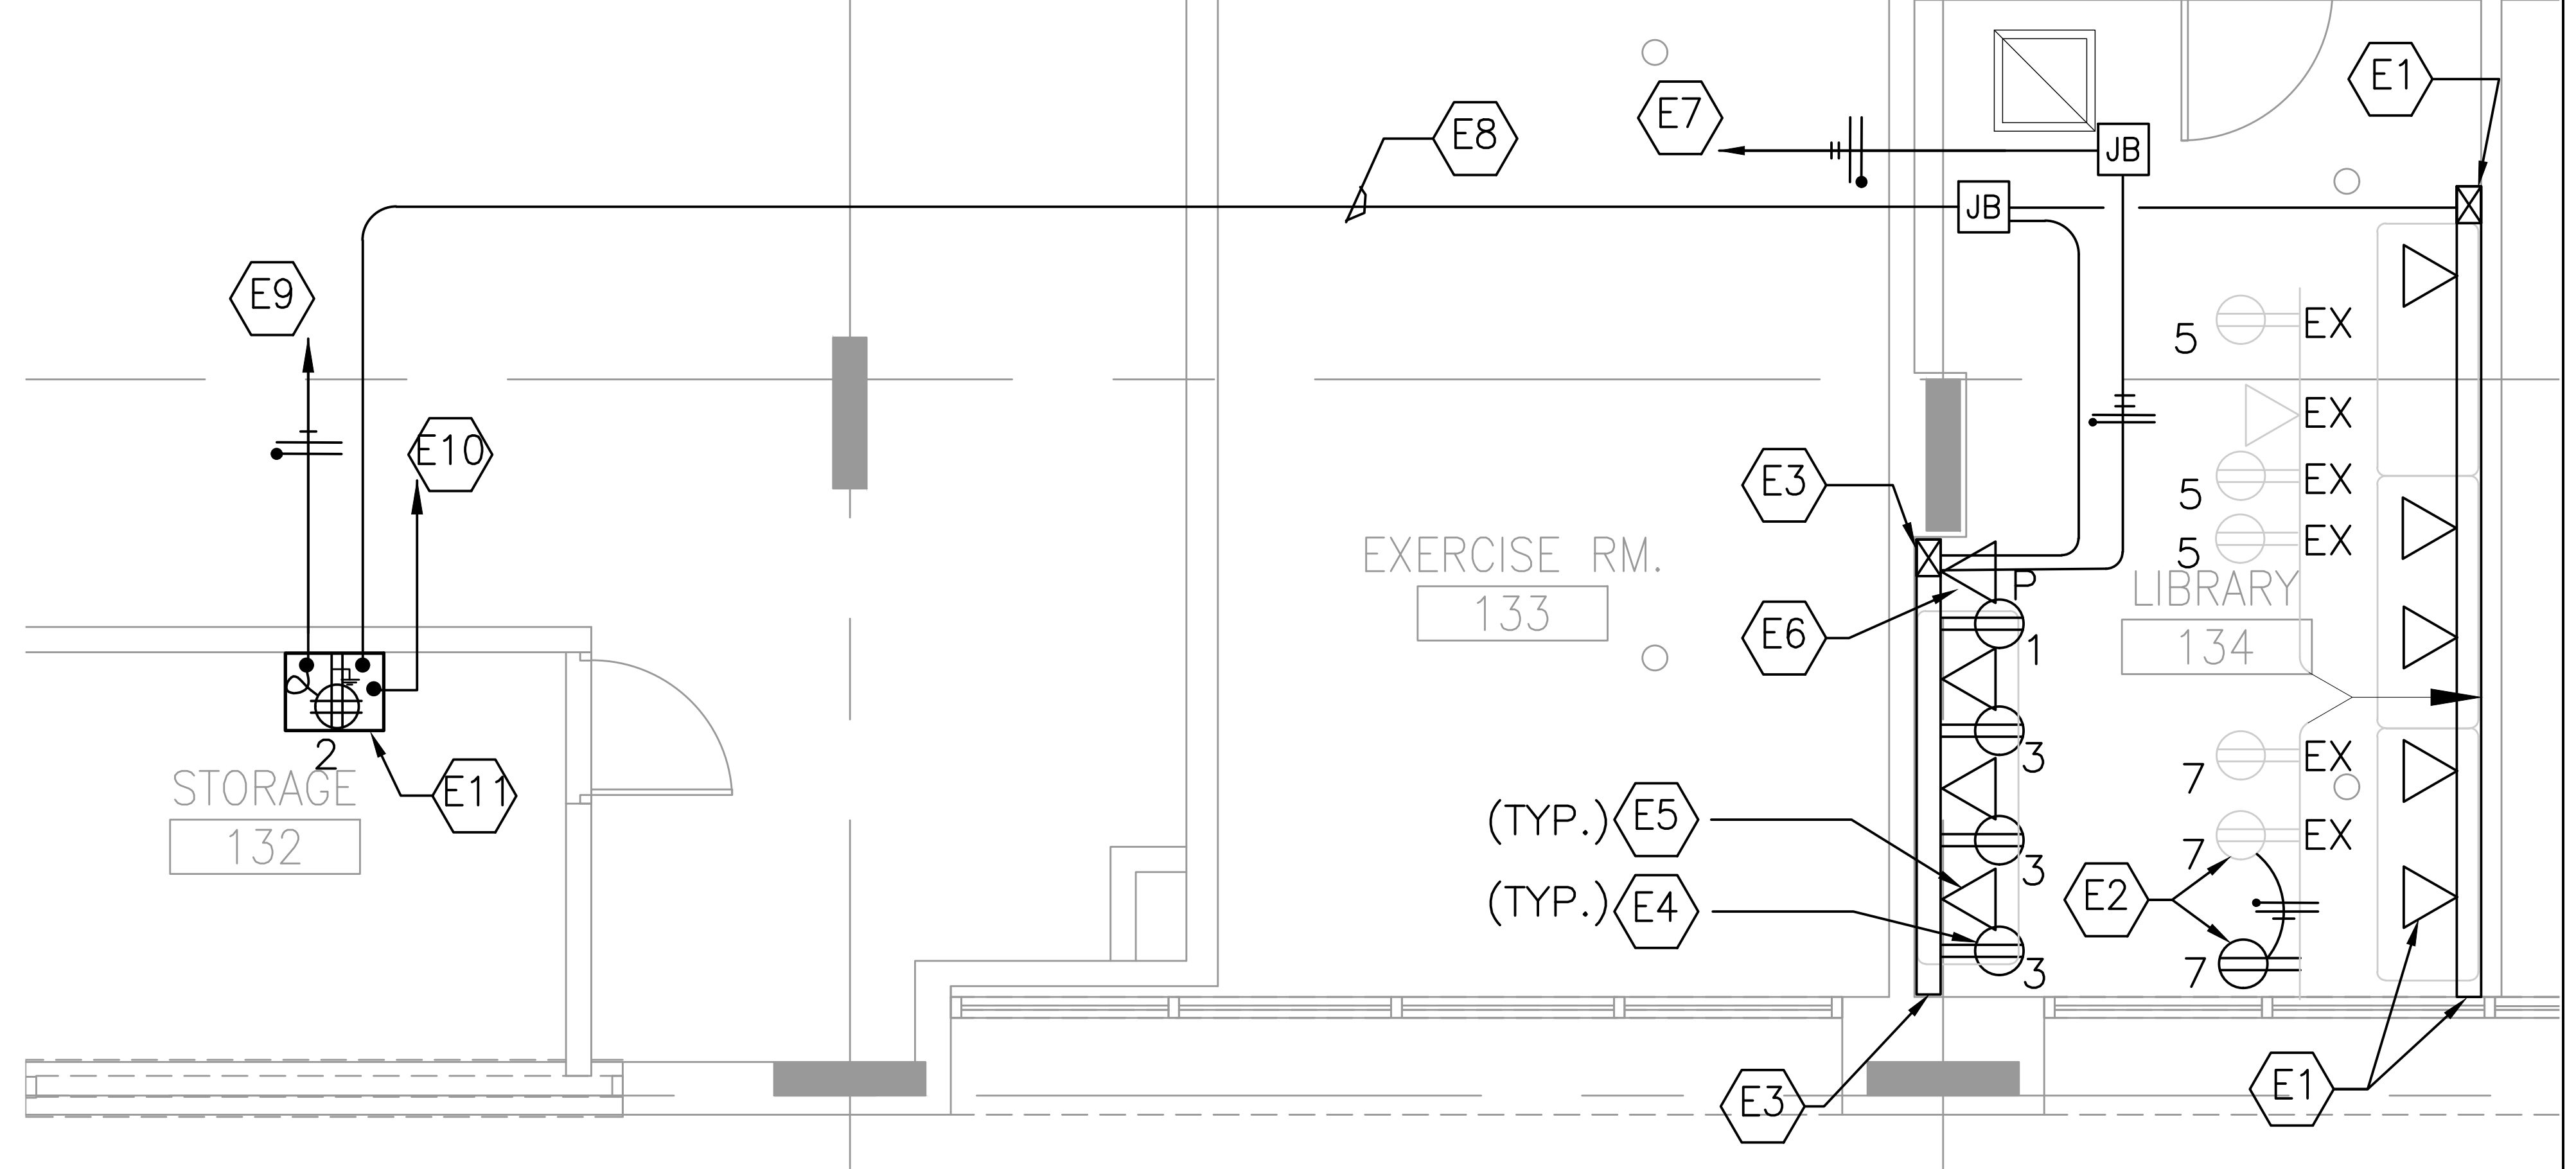 E1
E7
E8
JB
JB
E9
EX
5
EX
E10
E3
EX
5
EX
5
EXERCISE RM.
133
LIBRARY
134
P
E6
1
2
STORAGE
132
E11
3
EX
7
(TYP.) E5
3
EX
7
(TYP.) E4
E2
3
7
E3
E1